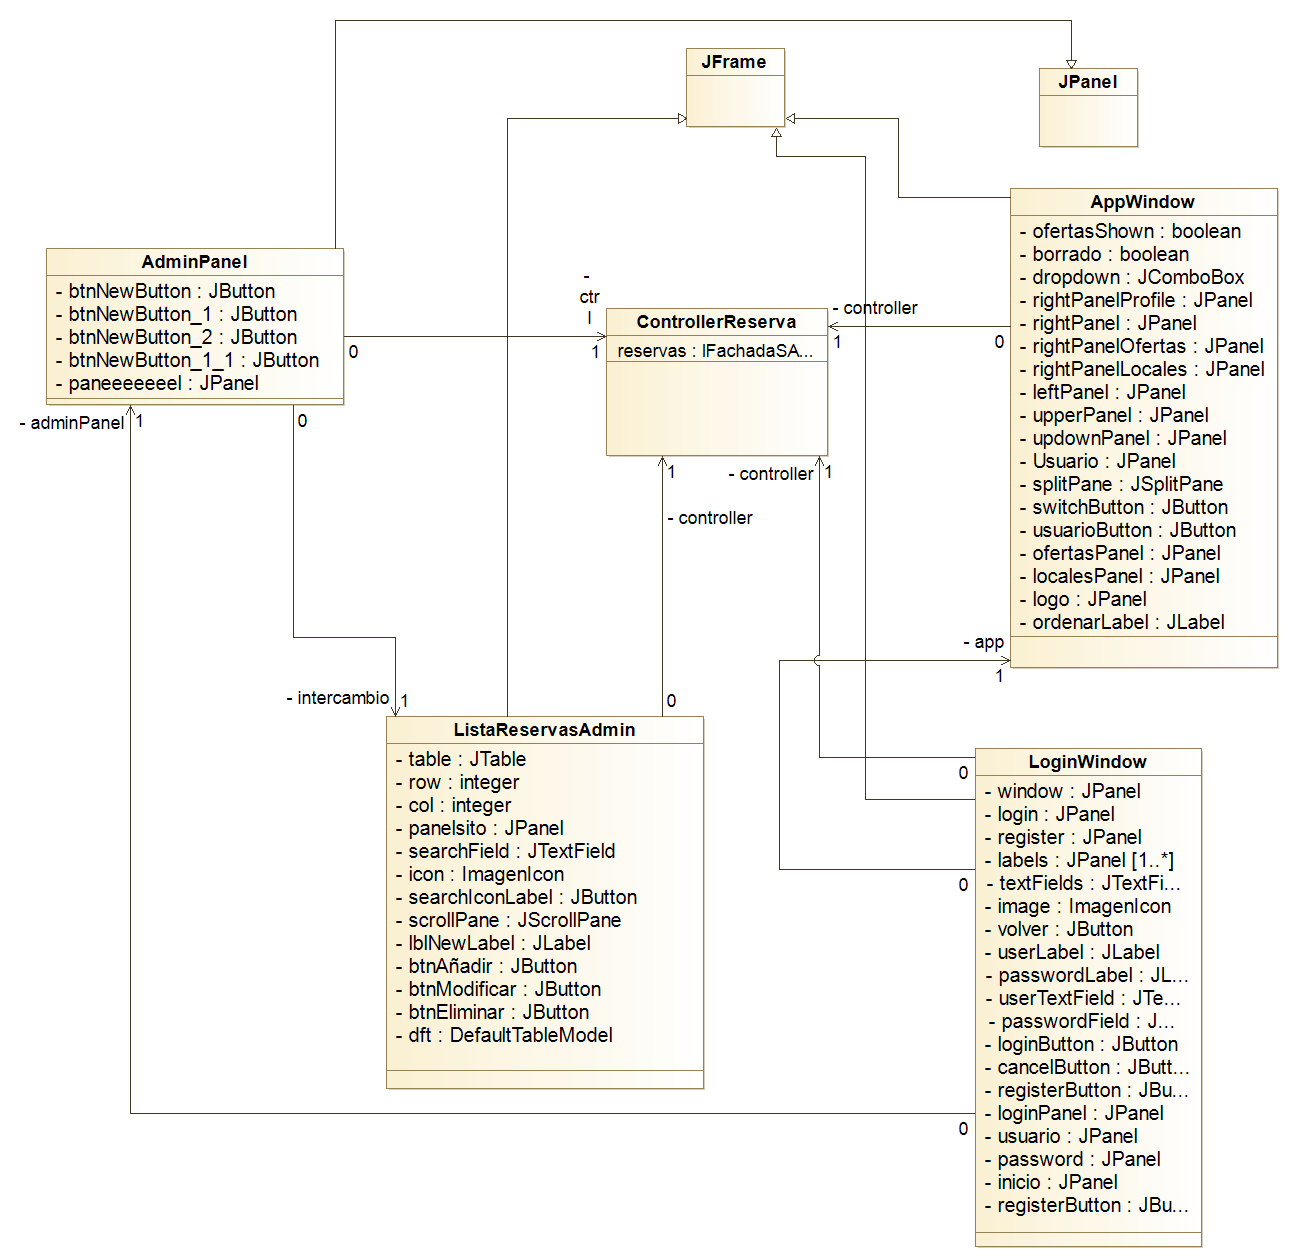 JFrame
JPanel
AppWindow
- ofertasShown : boolean
- borrado : boolean
- dropdown : JComboBox
- rightPanelProfile : JPanel
- rightPanel : JPanel
- rightPanelOfertas : JPanel
- rightPanelLocales : JPanel
- leftPanel : JPanel
- upperPanel : JPanel
- updownPanel : JPanel
- Usuario : JPanel
- splitPane : JSplitPane
- switchButton : JButton
- usuarioButton : JButton
- ofertasPanel : JPanel
- localesPanel : JPanel
- logo : JPanel
- ordenarLabel : JLabel
AdminPanel
- btnNewButton : JButton
- btnNewButton_1 : JButton
- btnNewButton_2 : JButton
- btnNewButton_1_1 : JButton
- paneeeeeeel : JPanel
-
ctr
l
0
1
ControllerReserva
reservas : IFachadaSA...
- controller
1
0
- adminPanel
1
0
1
- controller
- controller
1
- app
1
- intercambio
1
0
ListaReservasAdmin
- table : JTable
- row : integer
- col : integer
- panelsito : JPanel
- searchField : JTextField
- icon : ImagenIcon
- searchIconLabel : JButton
- scrollPane : JScrollPane
- lblNewLabel : JLabel
- btnAñadir : JButton
- btnModificar : JButton
- btnEliminar : JButton
- dft : DefaultTableModel
0
0
0
LoginWindow
- window : JPanel
- login : JPanel
- register : JPanel
- labels : JPanel [1..*]
- textFields : JTextFi...
- image : ImagenIcon
- volver : JButton
- userLabel : JLabel
- passwordLabel : JL...
- userTextField : JTe...
- passwordField : J...
- loginButton : JButton
- cancelButton : JButt...
- registerButton : JBu...
- loginPanel : JPanel
- usuario : JPanel
- password : JPanel
- inicio : JPanel
- registerButton : JBu...